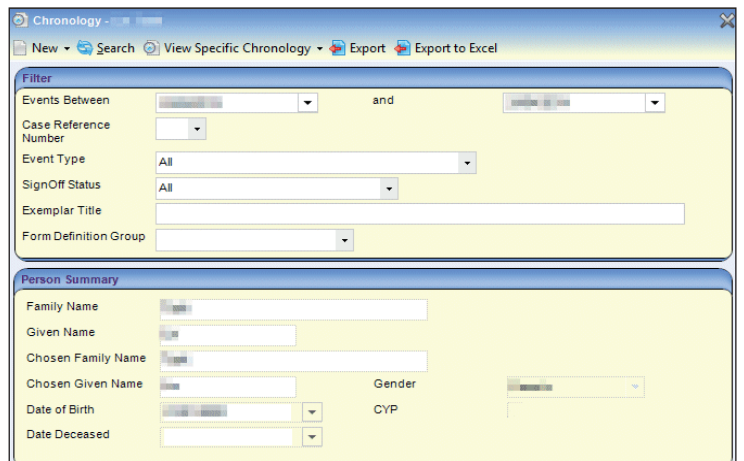 Chronology -
New Search View Specific Chronology Export Export to Excel
Filter
Events Between and
Case Reference
Number
Event Type All
SignOff Status All
Exemplar Title
Form Definition Group
Person Summary
Family Name
Given Name
Chosen Family Name
Chosen Given Name Gender
Date of Birth CYP
Date Deceased